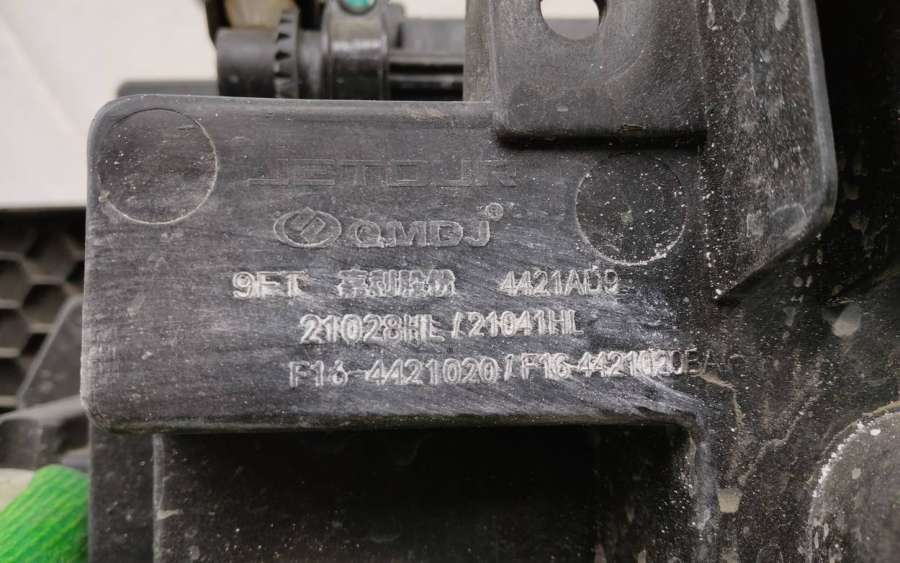 JETOUR
QMDJ®
9FT 4421AD9
21028HL/21041HL
F16-4421020/F16-4421020BA